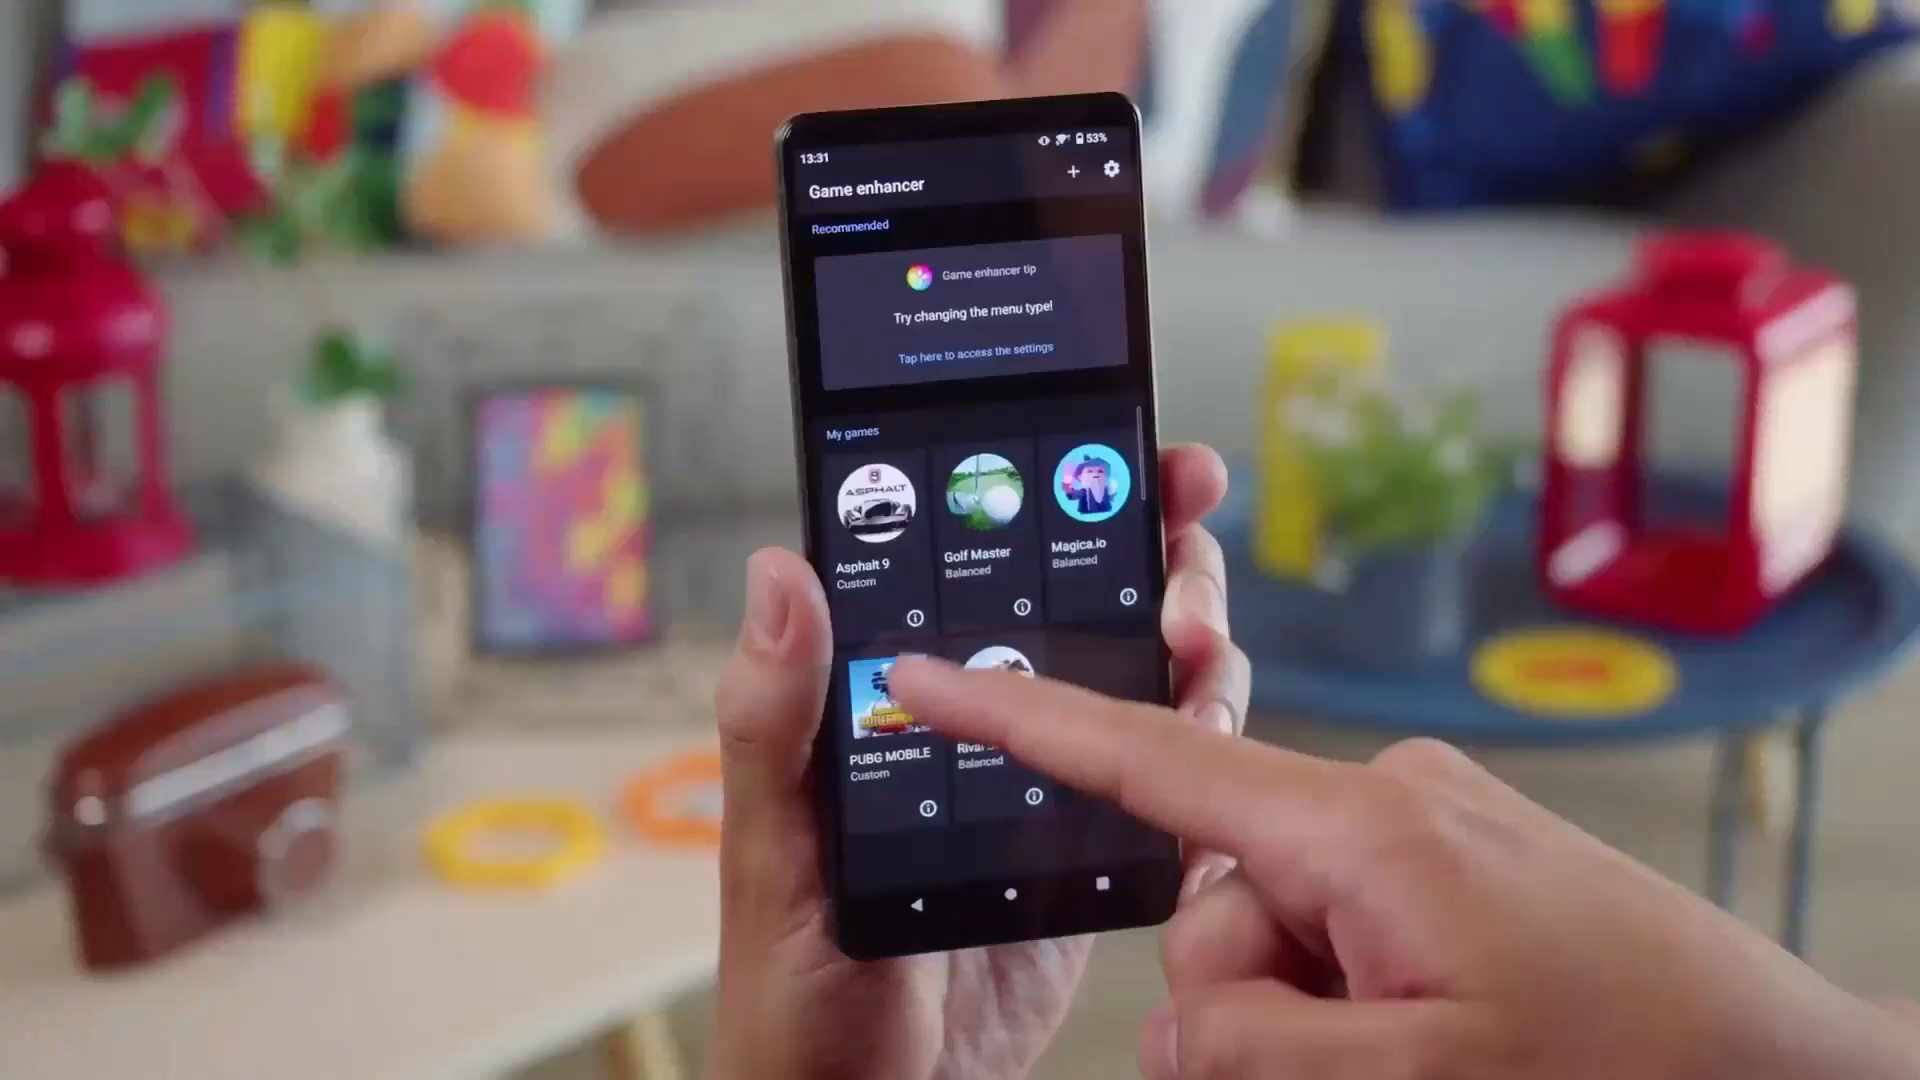 13:31
53%
Game enhancer
Recommended
Game enhancer tip
Try changing the menu type!
Tap here to access the settings
My games
ASPHALT
Asphalt 9
Custom
Golf Master
Balanced
Magica.io
Balanced
PUBG MOBILE
Custom
Balanced